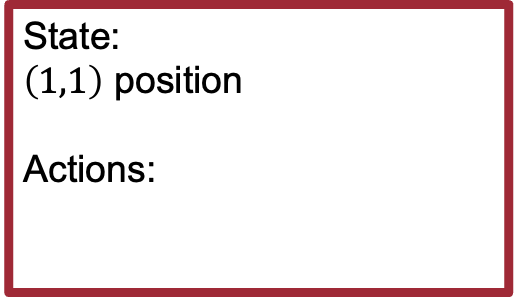 State:
(1,1) position
Actions: